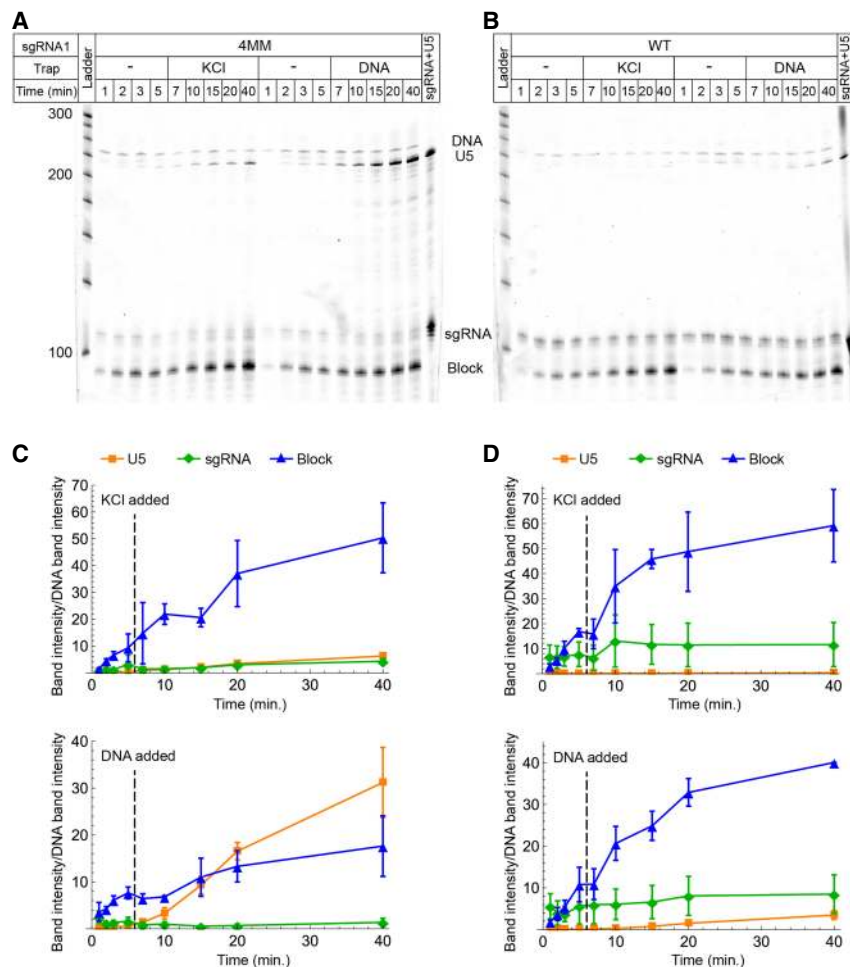 A
sgRNA1 4MM
Trap - KCl - DNA
Time (min) 1 2 3 5 7 10 15 20 40 1 2 3 5 7 10 15 20 40
Ladder
sgRNA+U5
300
200
100
DNA
U5
sgRNA
Block
B
WT
- KCl - DNA
1 2 3 5 7 10 15 20 40 1 2 3 5 7 10 15 20 40
Ladder
sgRNA+U5
C
U5 sgRNA Block
KCl added
Band intensity/DNA band intensity
70
60
50
40
30
20
10
0 10 20 30 40
Time (min.)
DNA added
Band intensity/DNA band intensity
40
30
20
10
0 10 20 30 40
Time (min.)
D
U5 sgRNA Block
KCl added
Band intensity/DNA band intensity
70
60
50
40
30
20
10
0 10 20 30 40
Time (min.)
DNA added
Band intensity/DNA band intensity
40
30
20
10
0 10 20 30 40
Time (min.)